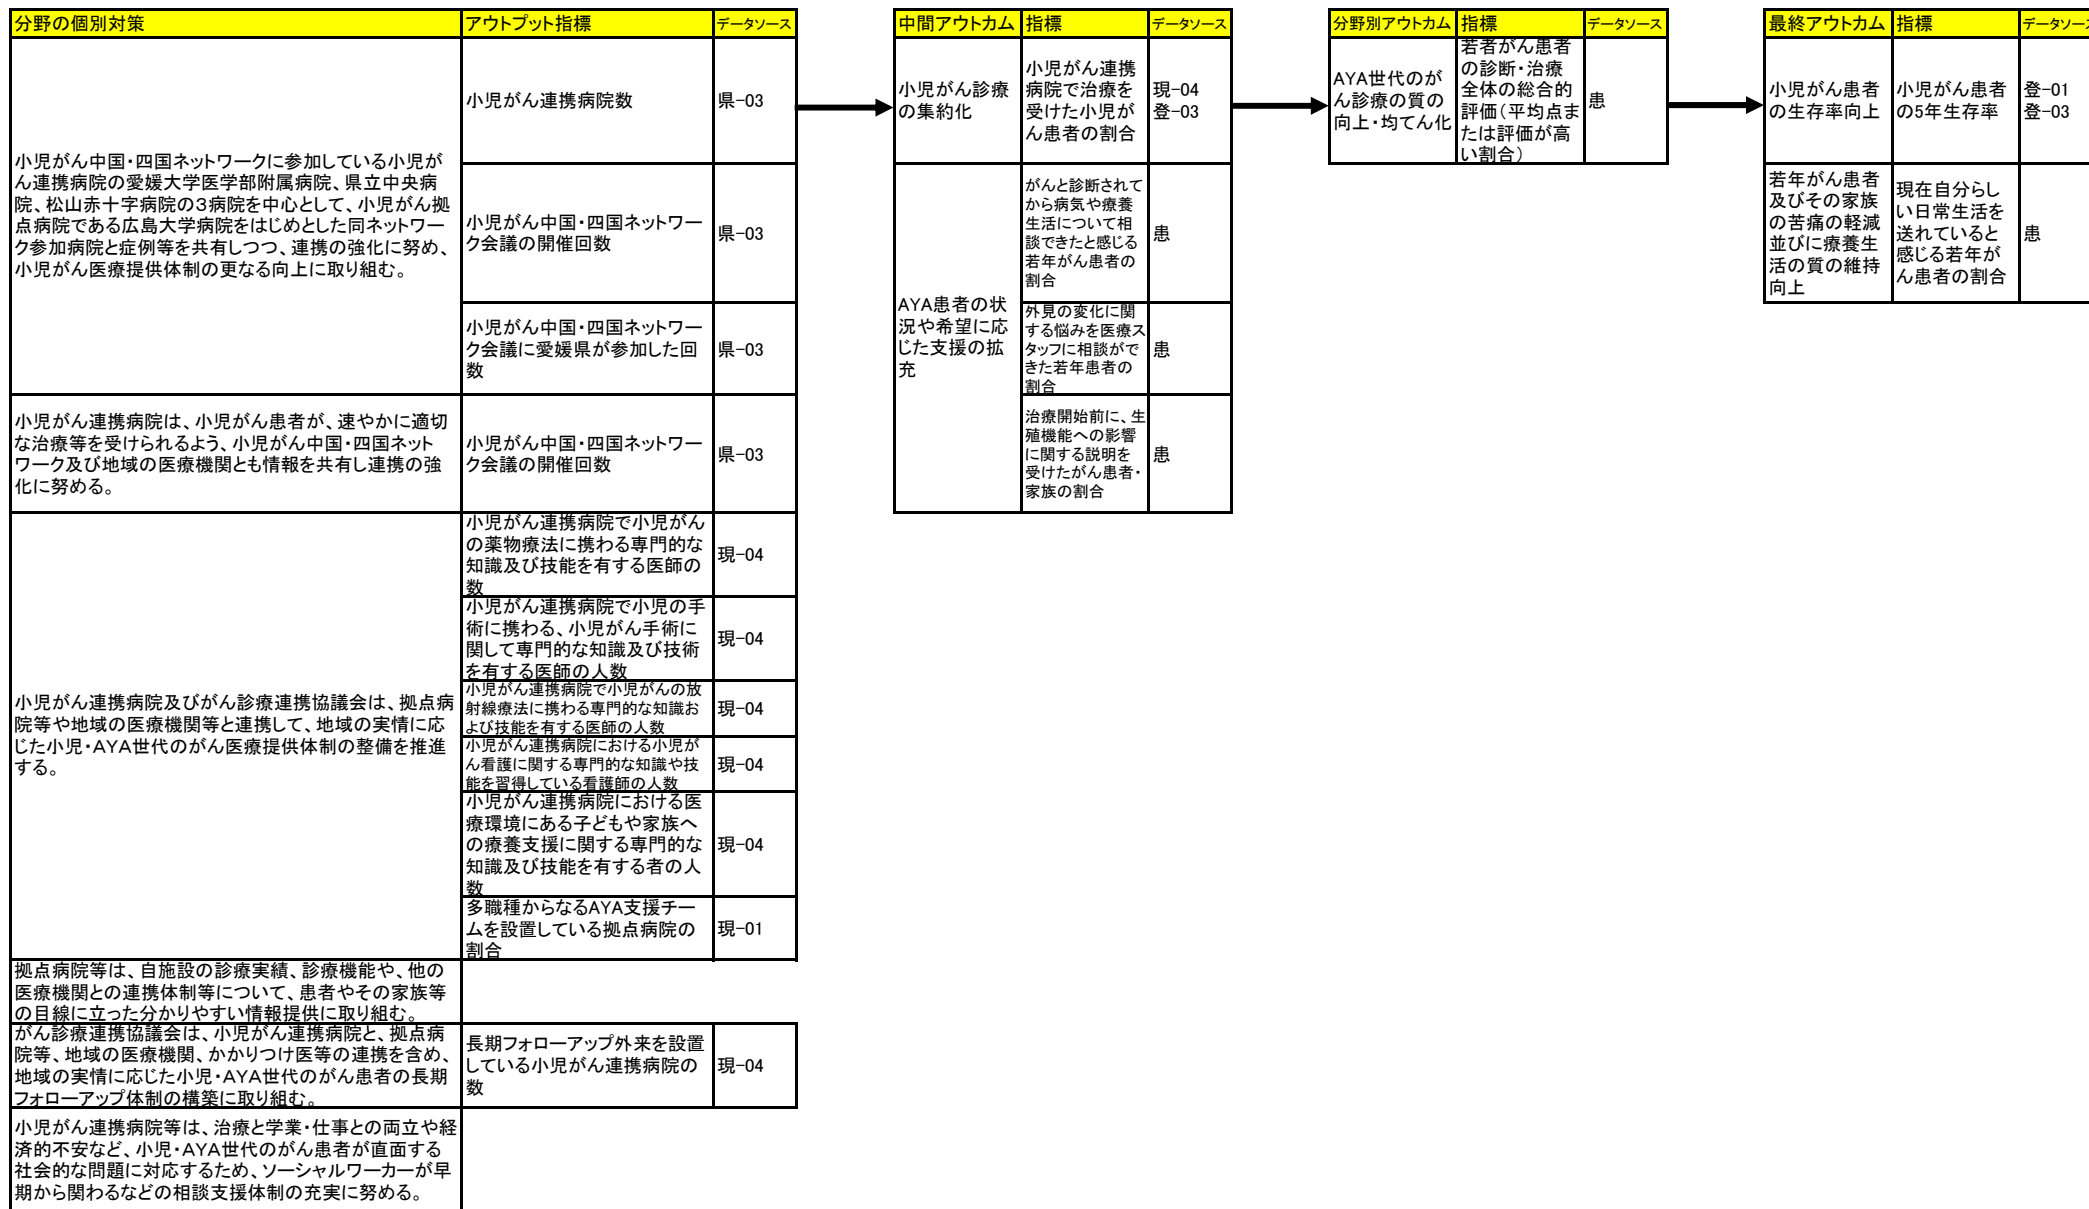 分野の個別対策
アウトプット指標
データソース
小児がん中国・四国ネットワークに参加している小児が
ん連携病院の愛媛大学医学部附属病院、県立中央病
院、松山赤十字病院の３病院を中心として、小児がん拠
点病院である広島大学病院をはじめとした同ネットワー
ク参加病院と症例等を共有しつつ、連携の強化に努め、
小児がん医療提供体制の更なる向上に取り組む。
小児がん連携病院数
県-03
小児がん中国・四国ネットワー
ク会議の開催回数
県-03
小児がん中国・四国ネットワー
ク会議に愛媛県が参加した回
数
県-03
小児がん連携病院は、小児がん患者が、速やかに適切
な治療等を受けられるよう、小児がん中国・四国ネット
ワーク及び地域の医療機関とも情報を共有し連携の強
化に努める。
小児がん中国・四国ネットワー
ク会議の開催回数
県-03
小児がん連携病院及びがん診療連携協議会は、拠点病
院等や地域の医療機関等と連携して、地域の実情に応
じた小児・AYA世代のがん医療提供体制の整備を推進
する。
小児がん連携病院で小児がん
の薬物療法に携わる専門的な
知識及び技能を有する医師の
数
現-04
小児がん連携病院で小児の手
術に携わる、小児がん手術に
関して専門的な知識及び技術
を有する医師の人数
現-04
小児がん連携病院で小児がんの放
射線療法に携わる専門的な知識お
よび技能を有する医師の人数
現-04
小児がん連携病院における小児が
ん看護に関する専門的な知識や技
能を習得している看護師の人数
現-04
小児がん連携病院における医
療環境にある子どもや家族へ
の療養支援に関する専門的な
知識及び技能を有する者の人
数
現-04
多職種からなるAYA支援チー
ムを設置している拠点病院の
割合
現-01
拠点病院等は、自施設の診療実績、診療機能や、他の
医療機関との連携体制等について、患者やその家族等
の目線に立った分かりやすい情報提供に取り組む。
がん診療連携協議会は、小児がん連携病院と、拠点病
院等、地域の医療機関、かかりつけ医等の連携を含め、
地域の実情に応じた小児・AYA世代のがん患者の長期
フォローアップ体制の構築に取り組む。
長期フォローアップ外来を設置
している小児がん連携病院の
数
現-04
小児がん連携病院等は、治療と学業・仕事との両立や経
済的不安など、小児・AYA世代のがん患者が直面する
社会的な問題に対応するため、ソーシャルワーカーが早
期から関わるなどの相談支援体制の充実に努める。
中間アウトカム
指標
データソース
小児がん診療
の集約化
小児がん連携
病院で治療を
受けた小児が
ん患者の割合
現-04
登-03
AYA患者の状
況や希望に応
じた支援の拡
充
がんと診断されて
から病気や療養
生活について相
談できたと感じる
若年がん患者の
割合
患
外見の変化に関
する悩みを医療ス
タッフに相談がで
きた若年患者の
割合
患
治療開始前に、生
殖機能への影響
に関する説明を
受けたがん患者・
家族の割合
患
分野別アウトカム
指標
データソース
AYA世代のが
ん診療の質の
向上・均てん化
若者がん患者
の診断・治療
全体の総合的
評価（平均点ま
たは評価が高
い割合）
患
最終アウトカム
指標
データソース
小児がん患者
の生存率向上
小児がん患者
の5年生存率
登-01
登-03
若年がん患者
及びその家族
の苦痛の軽減
並びに療養生
活の質の維持
向上
現在自分らし
い日常生活を
送れていると
感じる若年が
ん患者の割合
患